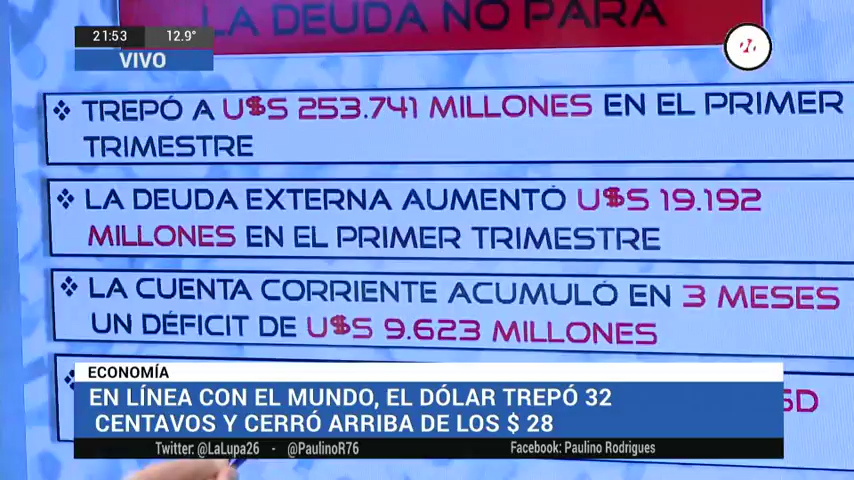 LA DEUDA NO PARA
21:53 12.9°
VIVO
26
❖ TREPÓ A U$S 253.741 MILLONES EN EL PRIMER
TRIMESTRE
❖ LA DEUDA EXTERNA AUMENTÓ U$S 19.192
MILLONES EN EL PRIMER TRIMESTRE
❖ LA CUENTA CORRIENTE ACUMULÓ EN 3 MESES
UN DÉFICIT DE U$S 9.623 MILLONES
ECONOMÍA
EN LÍNEA CON EL MUNDO, EL DÓLAR TREPÓ 32
CENTAVOS Y CERRÓ ARRIBA DE LOS $ 28
Twitter: @LaLupa26 - @PaulinoR76 Facebook: Paulino Rodrigues